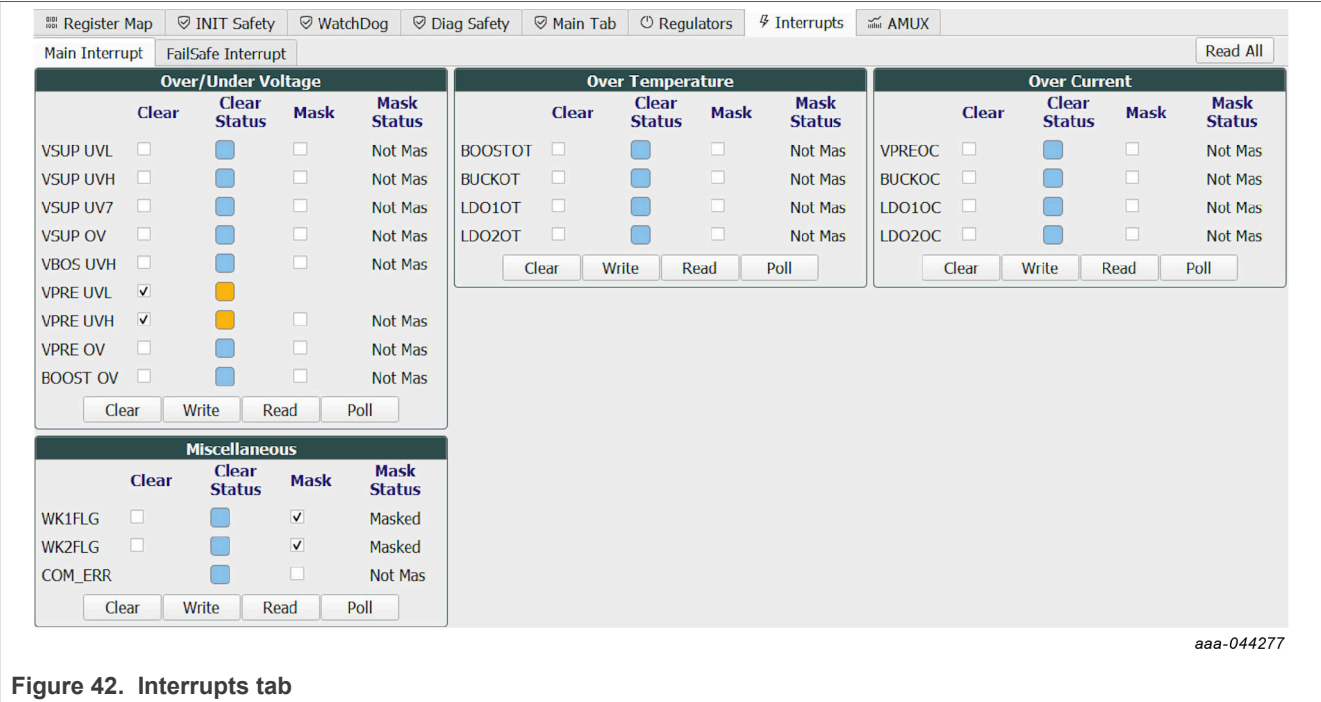 Register Map INIT Safety WatchDog Diag Safety Main Tab Regulators Interrupts AMUX
Main Interrupt FailSafe Interrupt Read All
Over/Under Voltage
Clear Clear Status Mask Mask Status
VSUP UVL Not Mas
VSUP UVH Not Mas
VSUP UV7 Not Mas
VSUP OV Not Mas
VBOS UVH Not Mas
VPRE UVL
VPRE UVH Not Mas
VPRE OV Not Mas
BOOST OV Not Mas
Clear Write Read Poll
Over Temperature
Clear Clear Status Mask Mask Status
BOOSTOT Not Mas
BUCKOT Not Mas
LDO1OT Not Mas
LDO2OT Not Mas
Clear Write Read Poll
Over Current
Clear Clear Status Mask Mask Status
VPREOC Not Mas
BUCKOC Not Mas
LDO1OC Not Mas
LDO2OC Not Mas
Clear Write Read Poll
Miscellaneous
Clear Clear Status Mask Mask Status
WK1FLG Masked
WK2FLG Masked
COM_ERR Not Mas
Clear Write Read Poll
aaa-044277
Figure 42. Interrupts tab